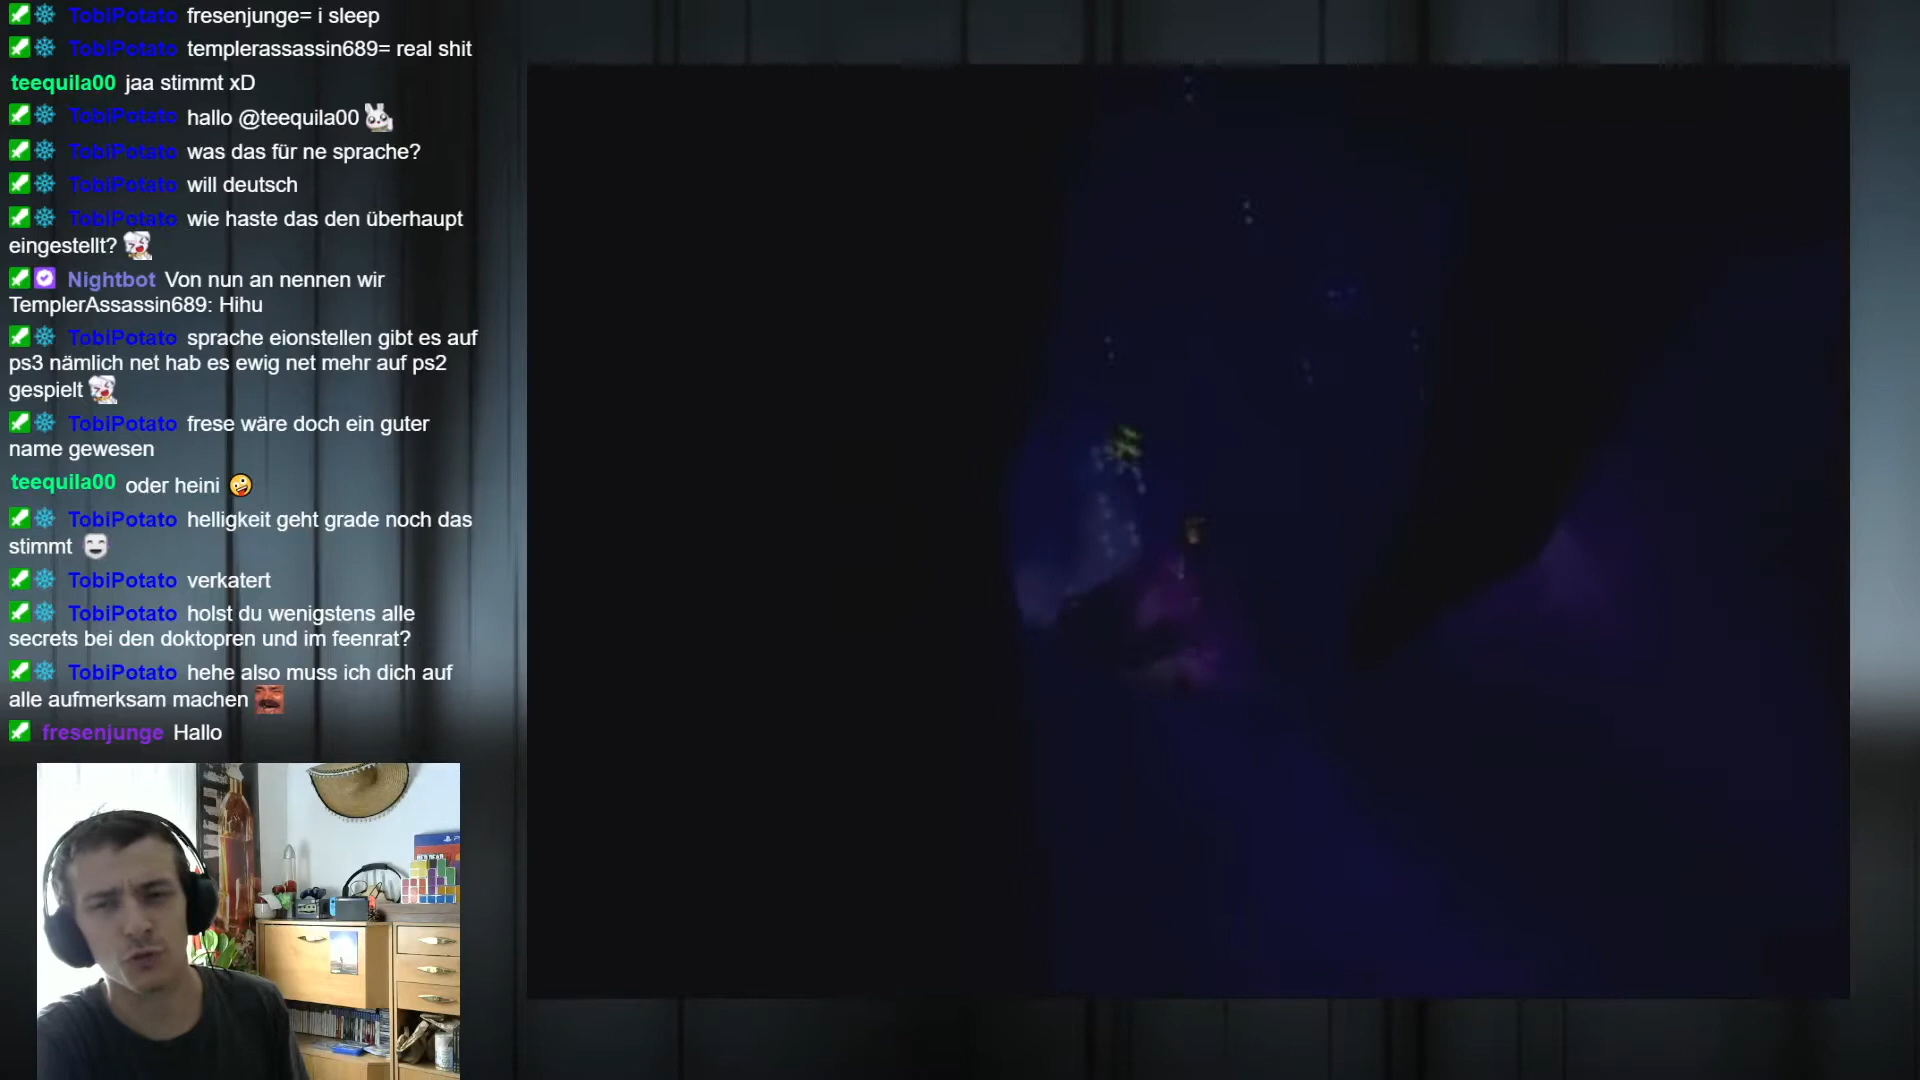 TobiPotato fresenjunge= i sleep
TobiPotato templerassassin689= real shit
teequila00 jaa stimmt xD
TobiPotato hallo @teequila00
TobiPotato was das für ne sprache?
TobiPotato will deutsch
TobiPotato wie haste das den überhaupt
eingestellt?
Nightbot Von nun an nennen wir
TemplerAssassin689: Hihu
TobiPotato sprache eionstellen gibt es auf
ps3 nämlich net hab es ewig net mehr auf ps2
gespielt
TobiPotato frese wäre doch ein guter
name gewesen
teequila00 oder heini 🤪
TobiPotato helligkeit geht grade noch das
stimmt
TobiPotato verkatert
TobiPotato holst du wenigstens alle
secrets bei den doktopren und im feenrat?
TobiPotato hehe also muss ich dich auf
alle aufmerksam machen
fresenjunge Hallo